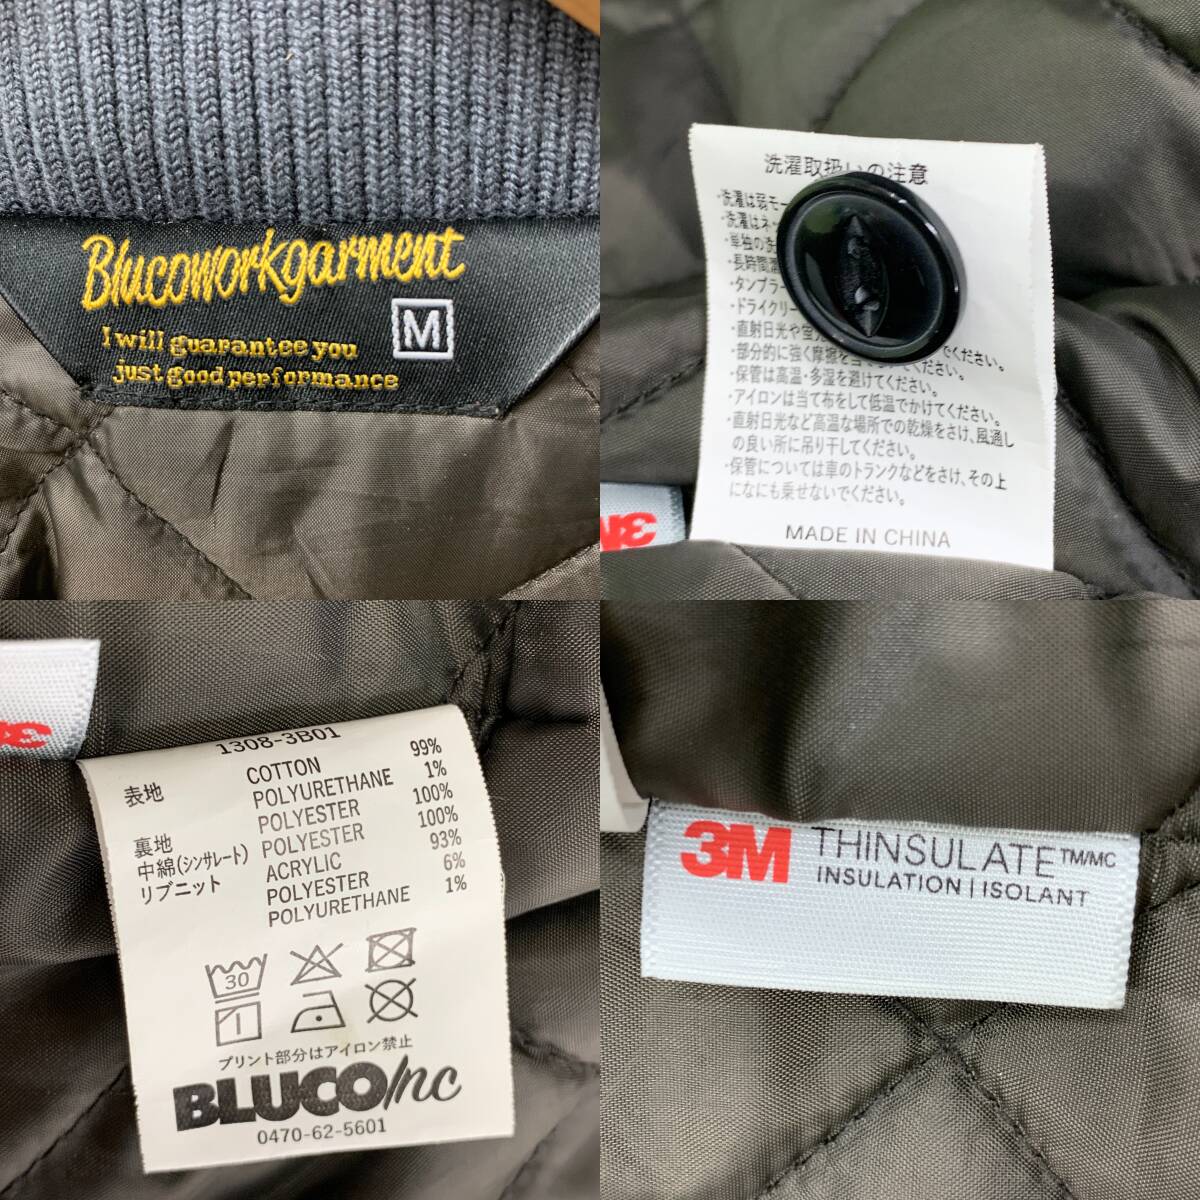 Blucoworkgarment
M
I will guarantee you
just good performance
洗濯取扱いの注意
・洗濯は弱モー
・洗濯はネッ
・単独の洗
・長時間
・タンブラー
・ドライクリー
・直射日光や でください。
・部分的に強く摩擦を ください。
・保管は高温・多湿を避けてください。
・アイロンは当て布をして低温でかけてください。
・直射日光など高温な場所での乾燥をさけ、風通し
の良い所に吊り干してください。
・保管については車のトランクなどをさけ、その上
になにも乗せないでください。
MADE IN CHINA
1308-3B01
表地 COTTON 99%
POLYURETHANE 1%
裏地 POLYESTER 100%
中綿(シンサレート) POLYESTER 100%
リブニット ACRYLIC 93%
POLYESTER 6%
POLYURETHANE 1%
30
プリント部分はアイロン禁止
BLUCO Inc
0470-62-5601
3M THINSULATE™/MC
INSULATION | ISOLANT